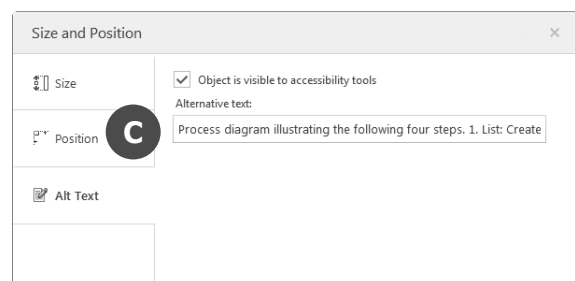 Size and Position
Size
Object is visible to accessibility tools
Alternative text:
Position
C
Process diagram illustrating the following four steps. 1. List: Create
Alt Text